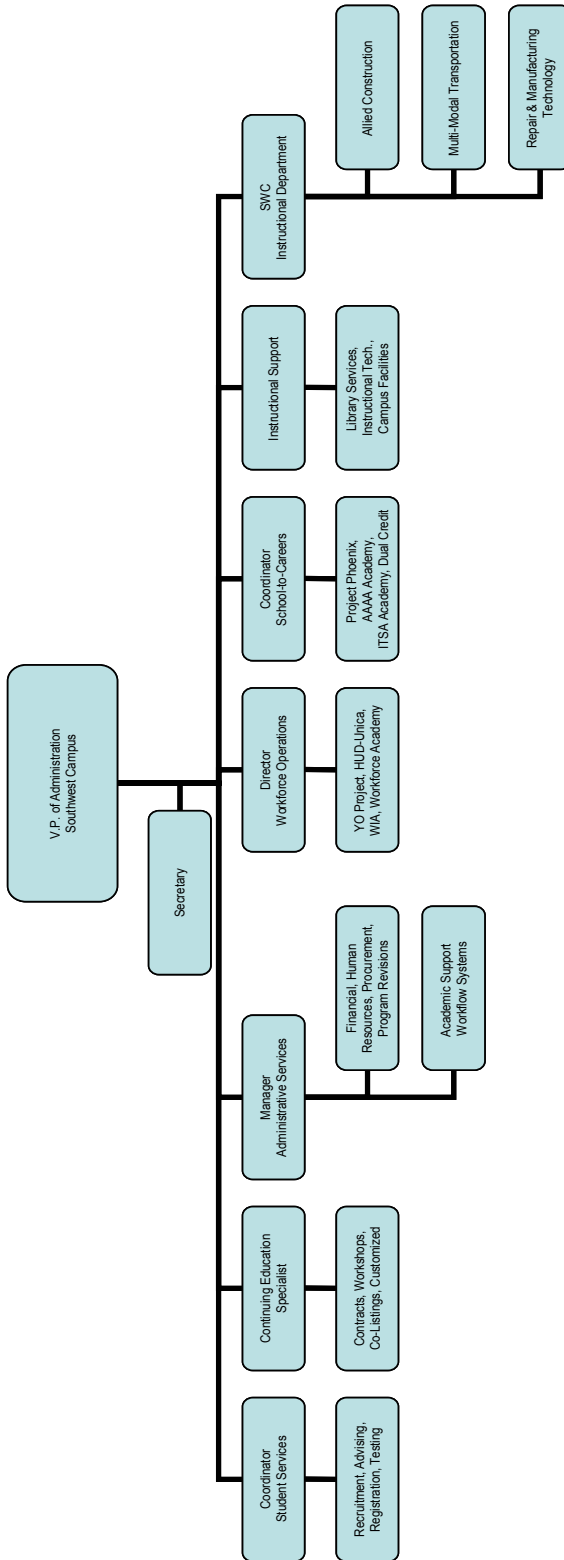 V.P. of Administration
Southwest Campus
Secretary
Coordinator
Student Services
Continuing Education
Specialist
Manager
Administrative Services
Director
Workforce Operations
Coordinator
School-to-Careers
Instructional Support
SWC
Instructional Department
Recruitment, Advising,
Registration, Testing
Contracts, Workshops,
Co-Listings, Customized
Financial, Human
Resources, Procurement,
Program Revisions
YO Project, HUD-Unica,
WIA, Workforce Academy
Project Phoenix,
AAAA Academy,
ITSA Academy, Dual Credit
Library Services,
Instructional Tech.,
Campus Facilities
Allied Construction
Academic Support
Workflow Systems
Multi-Modal Transportation
Repair & Manufacturing
Technology